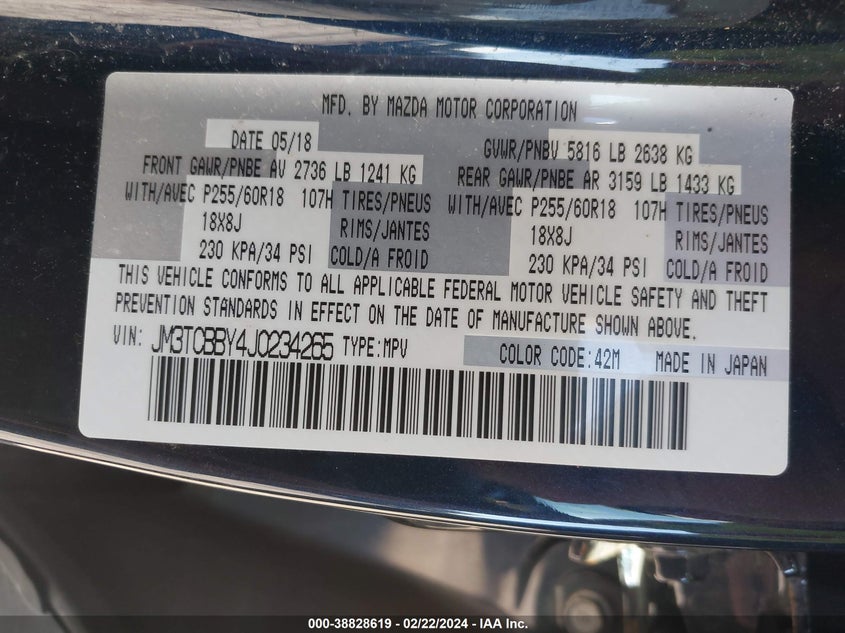 MFD. BY MAZDA MOTOR CORPORATION
DATE 05/18 GVWR/PNBV 5816 LB 2638 KG
FRONT GAWR/PNBE AV 2736 LB 1241 KG REAR GAWR/PNBE AR 3159 LB 1433 KG
WITH/AVEC P255/60R18 107H TIRES/PNEUS WITH/AVEC P255/60R18 107H TIRES/PNEUS
18X8J RIMS/JANTES 18X8J RIMS/JANTES
230 KPA/34 PSI COLD/A FROID 230 KPA/34 PSI COLD/A FROID
THIS VEHICLE CONFORMS TO ALL APPLICABLE FEDERAL MOTOR VEHICLE SAFETY AND THEFT
PREVENTION STANDARDS IN EFFECT ON THE DATE OF MANUFACTURE SHOWN ABOVE.
VIN: JM3TCBBY4J0234265 TYPE:MPV COLOR CODE:42M MADE IN JAPAN
000-38828619 - 02/22/2024 - IAA Inc.